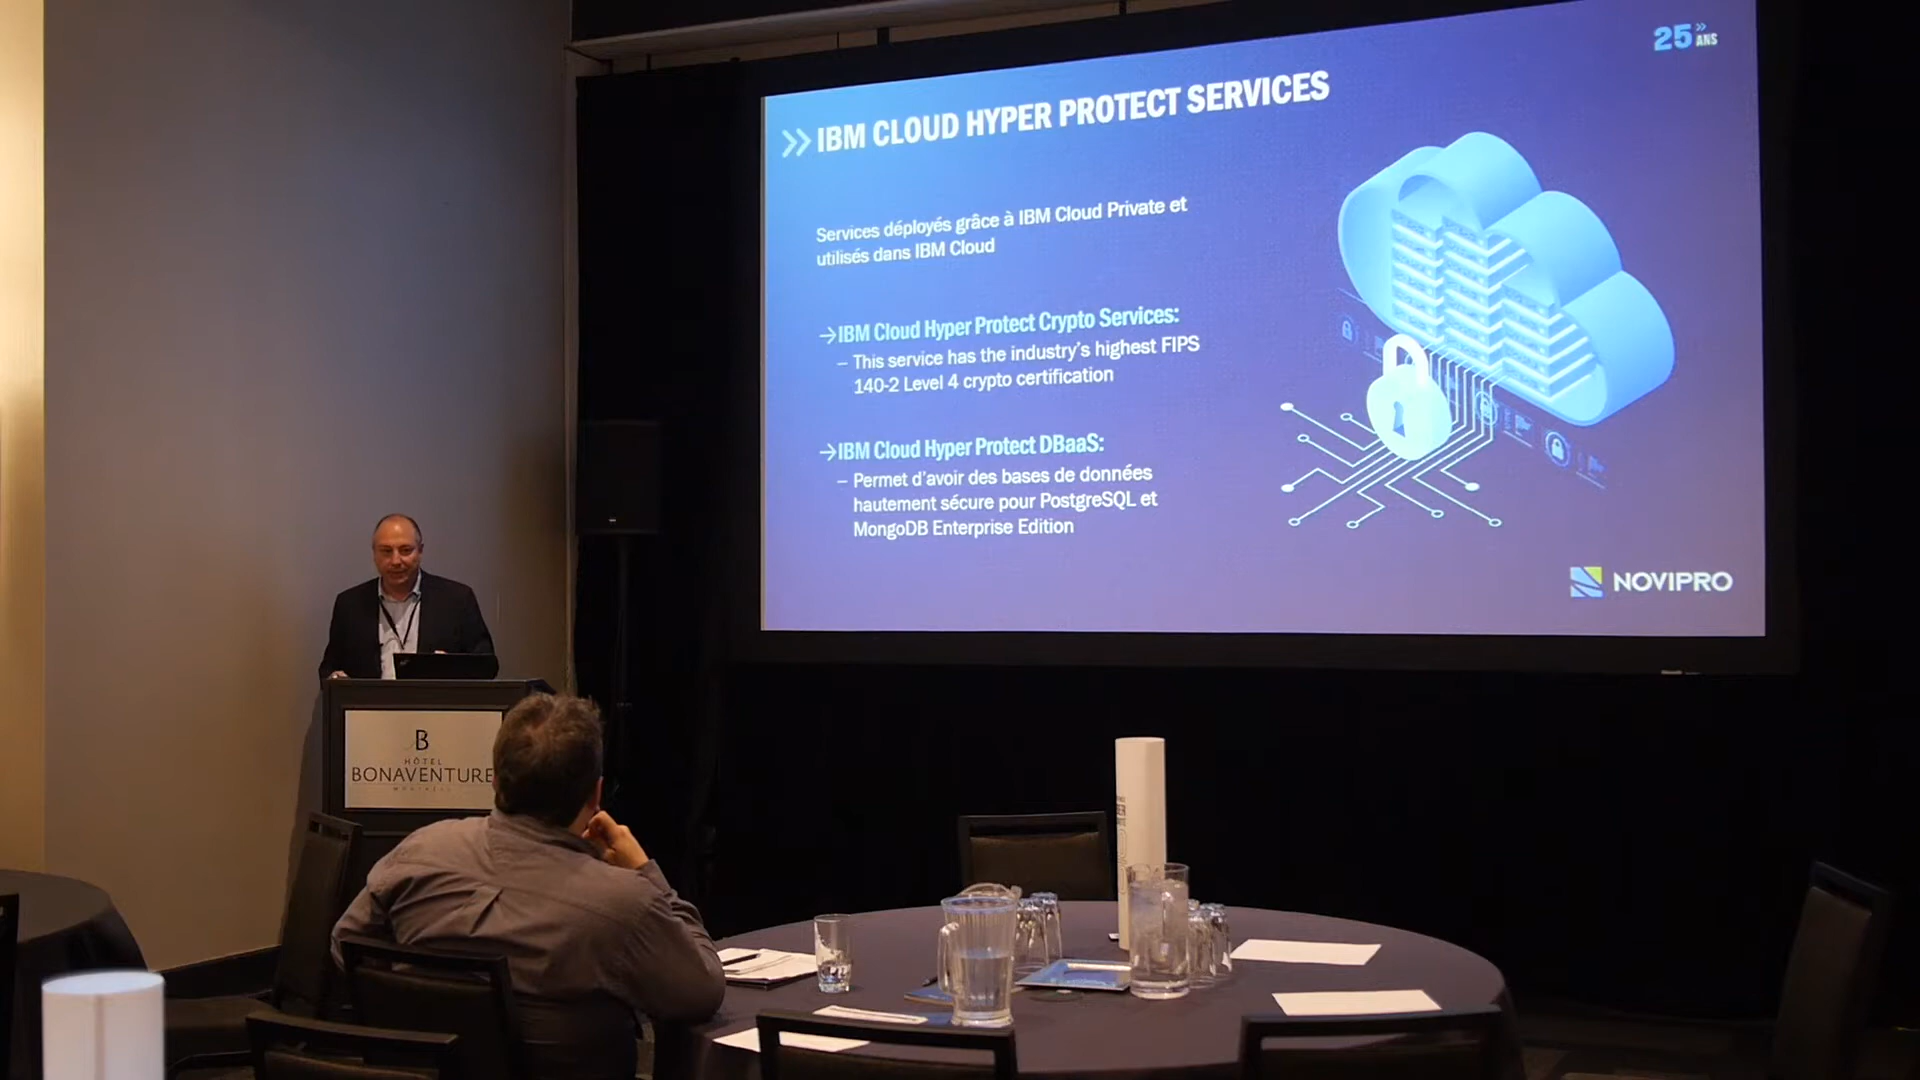 25 ANS
IBM CLOUD HYPER PROTECT SERVICES
Services déployés grâce à IBM Cloud Private et
utilisés dans IBM Cloud
→IBM Cloud Hyper Protect Crypto Services:
– This service has the industry's highest FIPS
140-2 Level 4 crypto certification
→IBM Cloud Hyper Protect DBaaS:
– Permet d'avoir des bases de données
hautement sécure pour PostgreSQL et
MongoDB Enterprise Edition
NOVIPRO
B
HÔTEL
BONAVENTURE